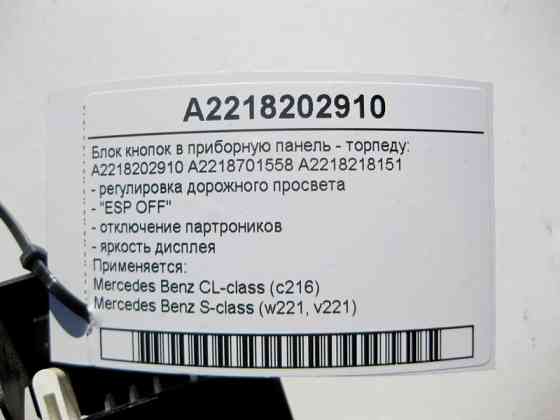 A2218202910
Блок кнопок в приборную панель - торпеду:
A2218202910 A2218701558 A2218218151
- регулировка дорожного просвета
- "ESP OFF"
- отключение партроников
- яркость дисплея
Применяется:
Mercedes Benz CL-class (c216)
Mercedes Benz S-class (w221, v221)